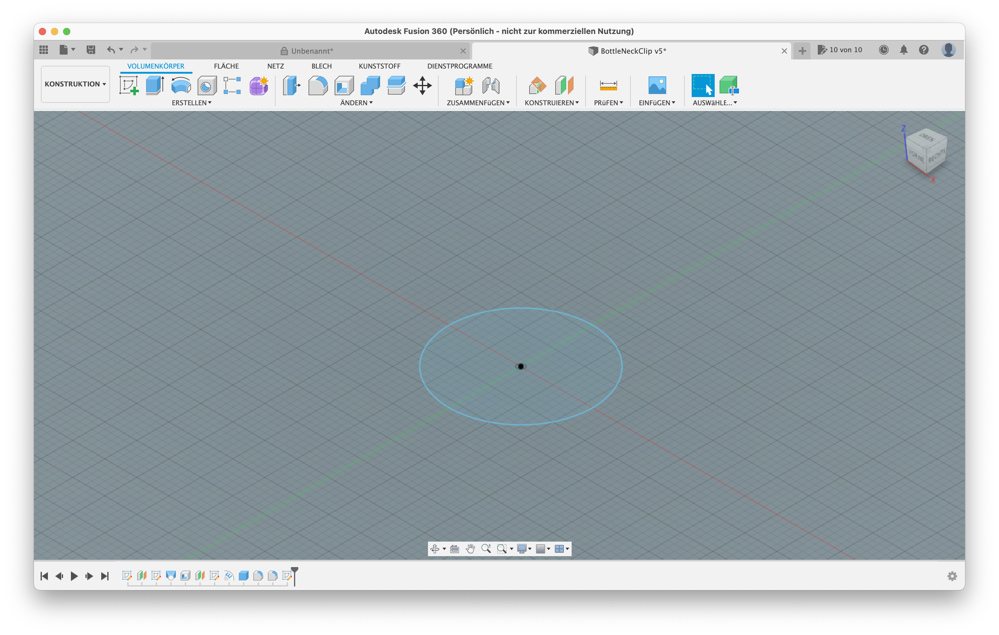 Autodesk Fusion 360 (Persönlich - nicht zur kommerziellen Nutzung)
Unbenannt*
BottleNeckClip v5*
10 von 10
KONSTRUKTION
VOLUMENKÖRPER FLÄCHE NETZ BLECH KUNSTSTOFF DIENSTPROGRAMME
ERSTELLEN ÄNDERN ZUSAMMENFüGEN KONSTRUIEREN PRüFEN EINFüGEN AUSWäHLE...
Z
OBEN
VORNE RECHTS
X